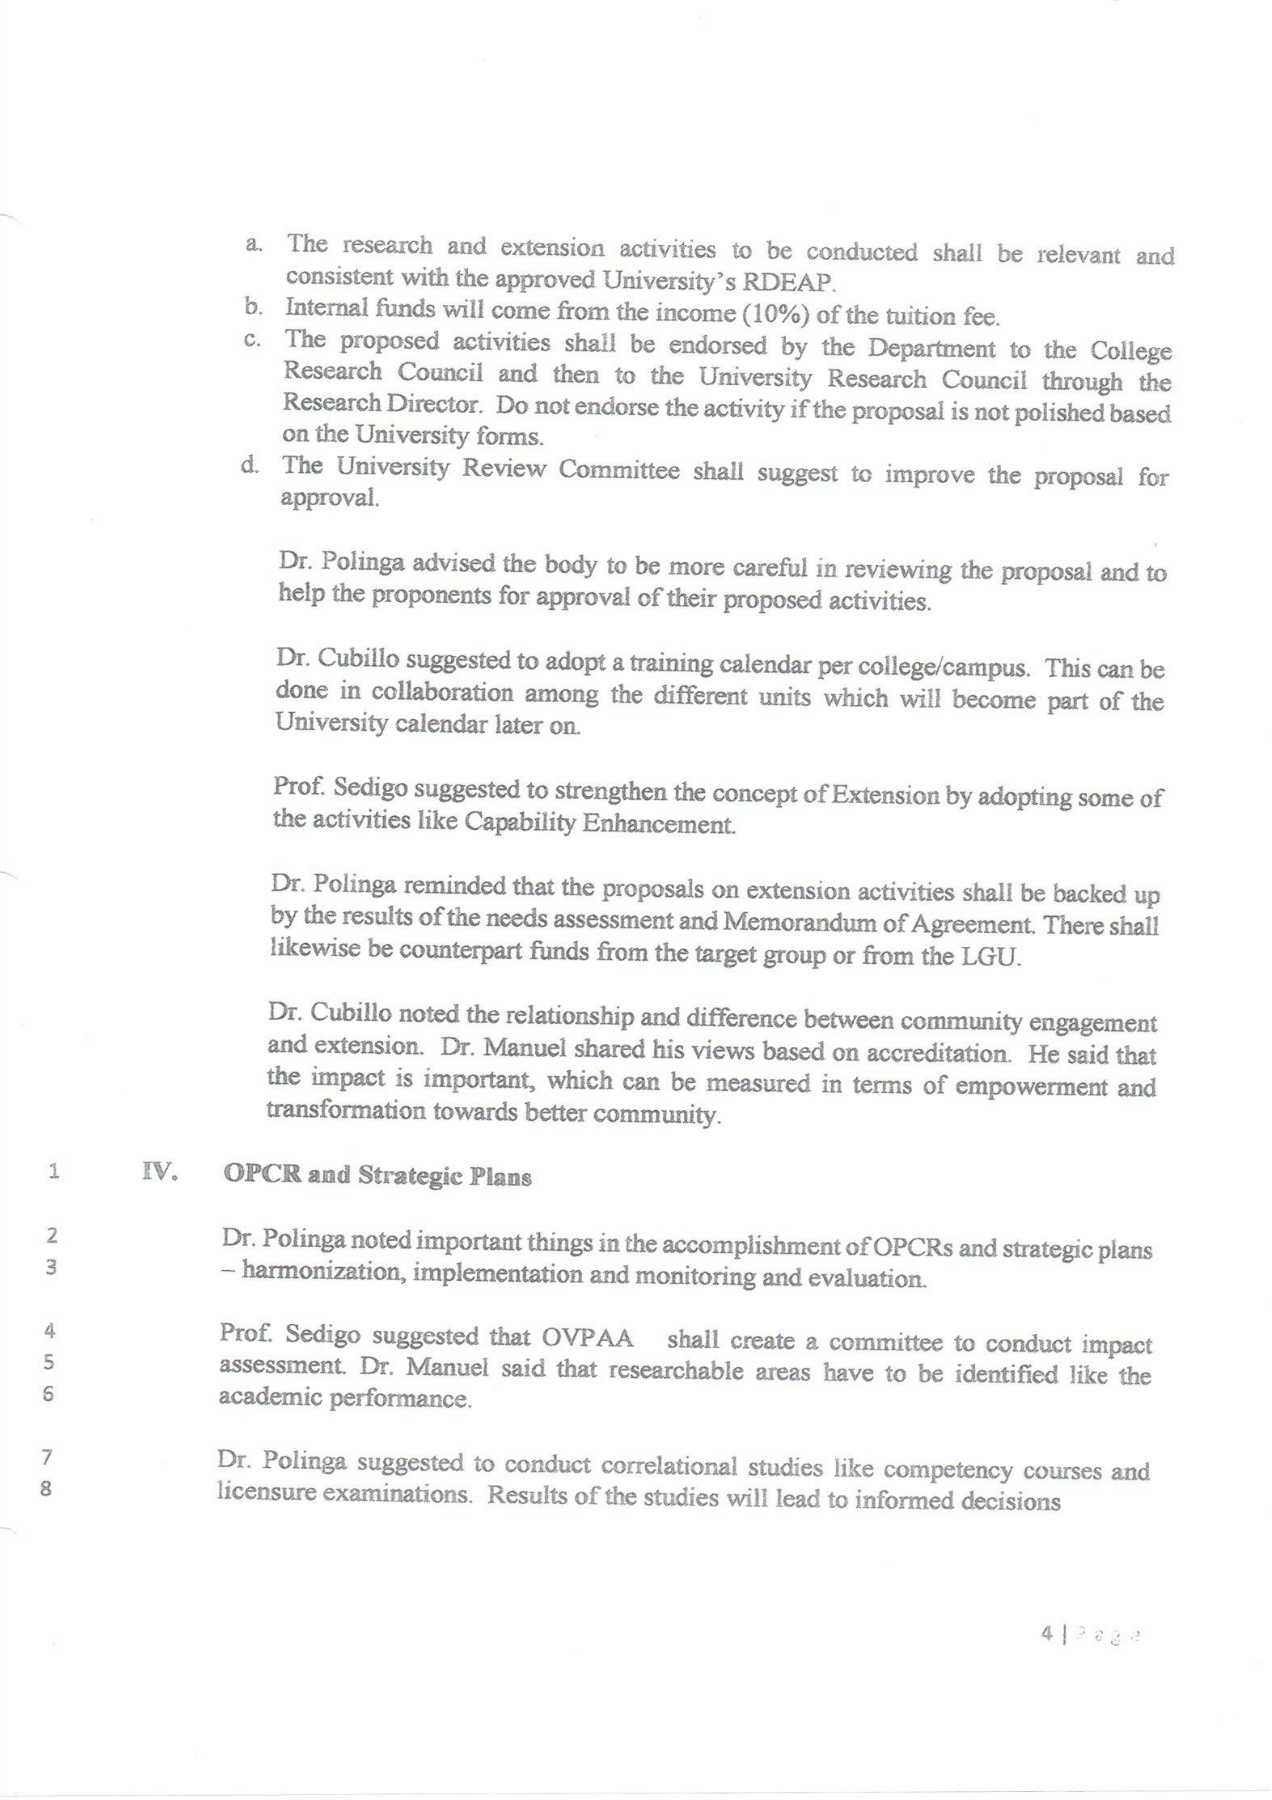 a. The research and extension activities to be conducted shall be relevant and
consistent with the approved University's RDEAP.
b. Internal funds will come from the income (10%) of the tuition fee.
c. The proposed activities shall be endorsed by the Department to the College
Research Council and then to the University Research Council through the
Research Director. Do not endorse the activity if the proposal is not polished based
on the University forms.
d. The University Review Committee shall suggest to improve the proposal for
approval.
Dr. Polinga advised the body to be more careful in reviewing the proposal and to
help the proponents for approval of their proposed activities.
Dr. Cubillo suggested to adopt a training calendar per college/campus. This can be
done in collaboration among the different units which will become part of the
University calendar later on.
Prof. Sedigo suggested to strengthen the concept of Extension by adopting some of
the activities like Capability Enhancement.
Dr. Polinga reminded that the proposals on extension activities shall be backed up
by the results of the needs assessment and Memorandum of Agreement. There shall
likewise be counterpart funds from the target group or from the LGU.
Dr. Cubillo noted the relationship and difference between community engagement
and extension. Dr. Manuel shared his views based on accreditation. He said that
the impact is important, which can be measured in terms of empowerment and
transformation towards better community.
1 IV. OPCR and Strategic Plans
2 Dr. Polinga noted important things in the accomplishment of OPCRs and strategic plans
3 – harmonization, implementation and monitoring and evaluation.
4 Prof. Sedigo suggested that OVPAA shall create a committee to conduct impact
5 assessment. Dr. Manuel said that researchable areas have to be identified like the
6 academic performance.
7 Dr. Polinga suggested to conduct correlational studies like competency courses and
8 licensure examinations. Results of the studies will lead to informed decisions
4 | Page